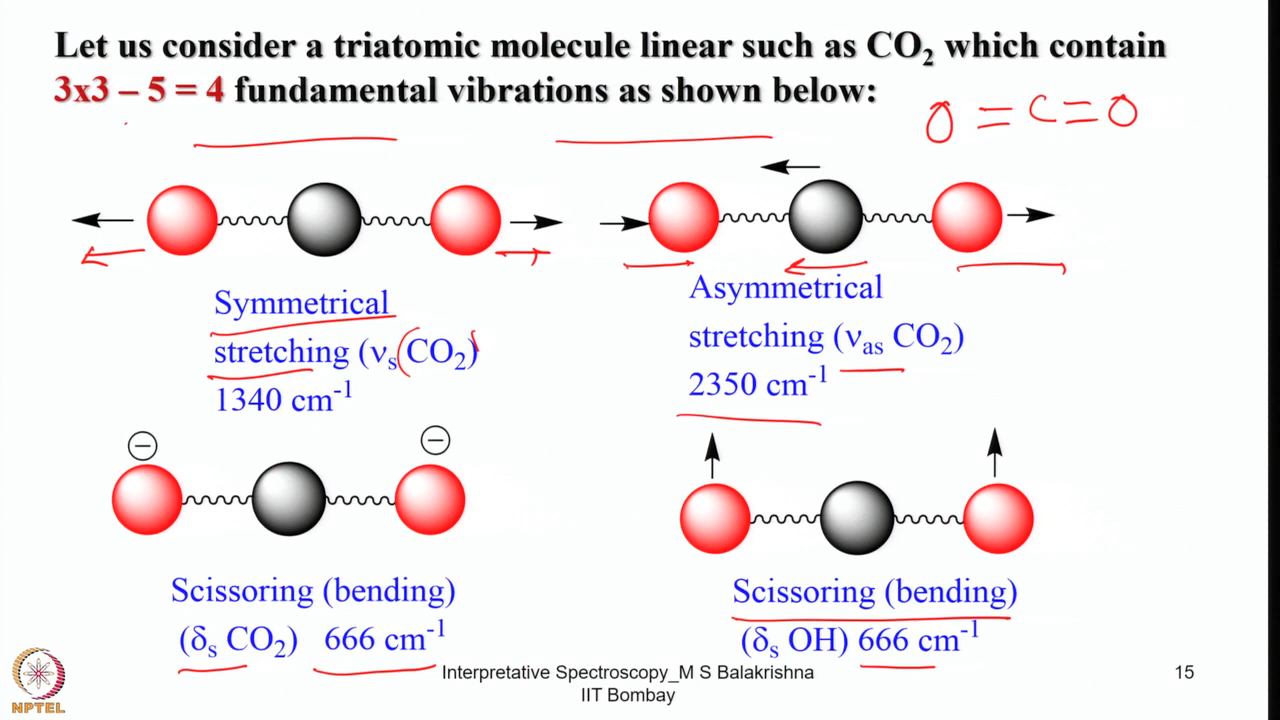 Let us consider a triatomic molecule linear such as CO₂ which contain
3x3 – 5 = 4 fundamental vibrations as shown below:
O = C = O
Symmetrical
stretching (νₛ(CO₂)
1340 cm⁻¹
Asymmetrical
stretching (νₐₛ CO₂)
2350 cm⁻¹
⊖ ⊖
Scissoring (bending)
(δₛ CO₂) 666 cm⁻¹
Scissoring (bending)
(δₛ OH) 666 cm⁻¹
NPTEL
Interpretative Spectroscopy_M S Balakrishna
IIT Bombay
15